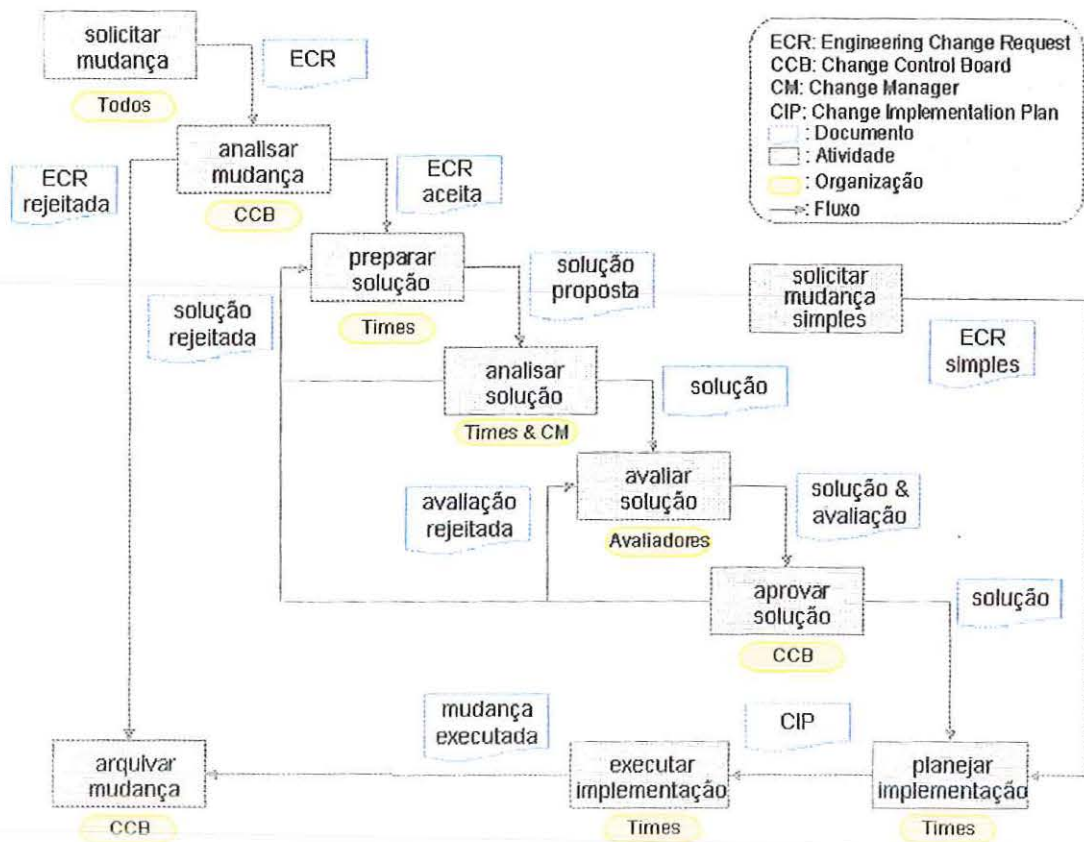 solicitar
mudança
Todos
ECR
ECR: Engineering Change Request
CCB: Change Control Board
CM: Change Manager
CIP: Change Implementation Plan
: Documento
: Atividade
: Organização
: Fluxo
analisar
mudança
CCB
ECR
rejeitada
ECR
aceita
preparar
solução
Times
solução
rejeitada
solução
proposta
solicitar
mudança
simples
ECR
simples
analisar
solução
Times & CM
solução
avaliar
solução
Avaliadores
avaliação
rejeitada
solução &
avaliação
aprovar
solução
CCB
solução
mudança
executada
CIP
arquivar
mudança
CCB
executar
implementação
Times
planejar
implementação
Times